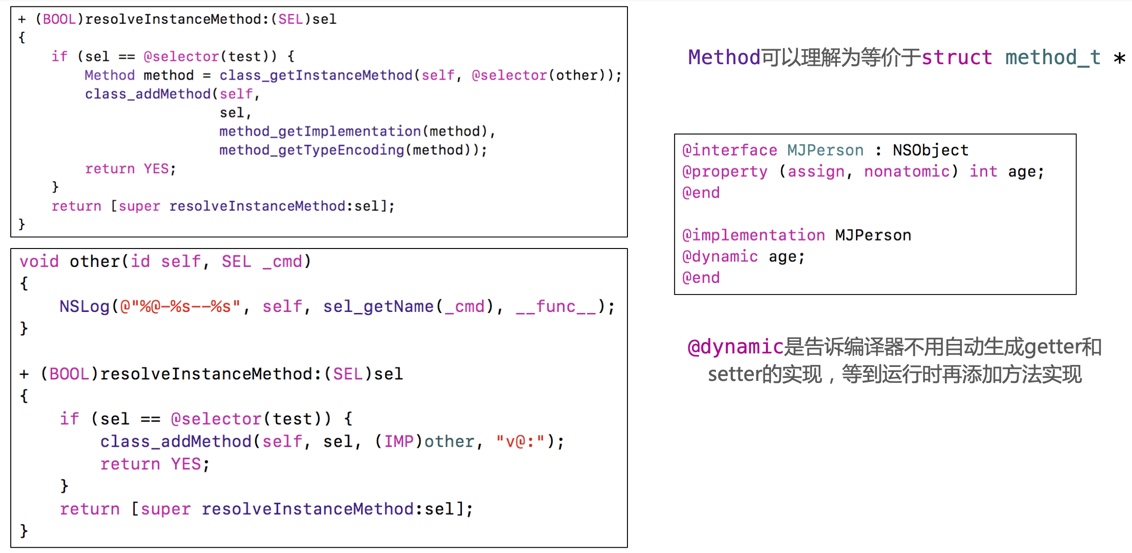 + (BOOL)resolveInstanceMethod:(SEL)sel
{
    if (sel == @selector(test)) {
        Method method = class_getInstanceMethod(self, @selector(other));
        class_addMethod(self,
                        sel,
                        method_getImplementation(method),
                        method_getTypeEncoding(method));
        return YES;
    }
    return [super resolveInstanceMethod:sel];
}
void other(id self, SEL _cmd)
{
    NSLog(@"%@-%s--%s", self, sel_getName(_cmd), __func__);
}

+ (BOOL)resolveInstanceMethod:(SEL)sel
{
    if (sel == @selector(test)) {
        class_addMethod(self, sel, (IMP)other, "v@:");
        return YES;
    }
    return [super resolveInstanceMethod:sel];
}
Method可以理解为等价于struct method_t *
@interface MJPerson : NSObject
@property (assign, nonatomic) int age;
@end

@implementation MJPerson
@dynamic age;
@end
@dynamic是告诉编译器不用自动生成getter和
setter的实现，等到运行时再添加方法实现